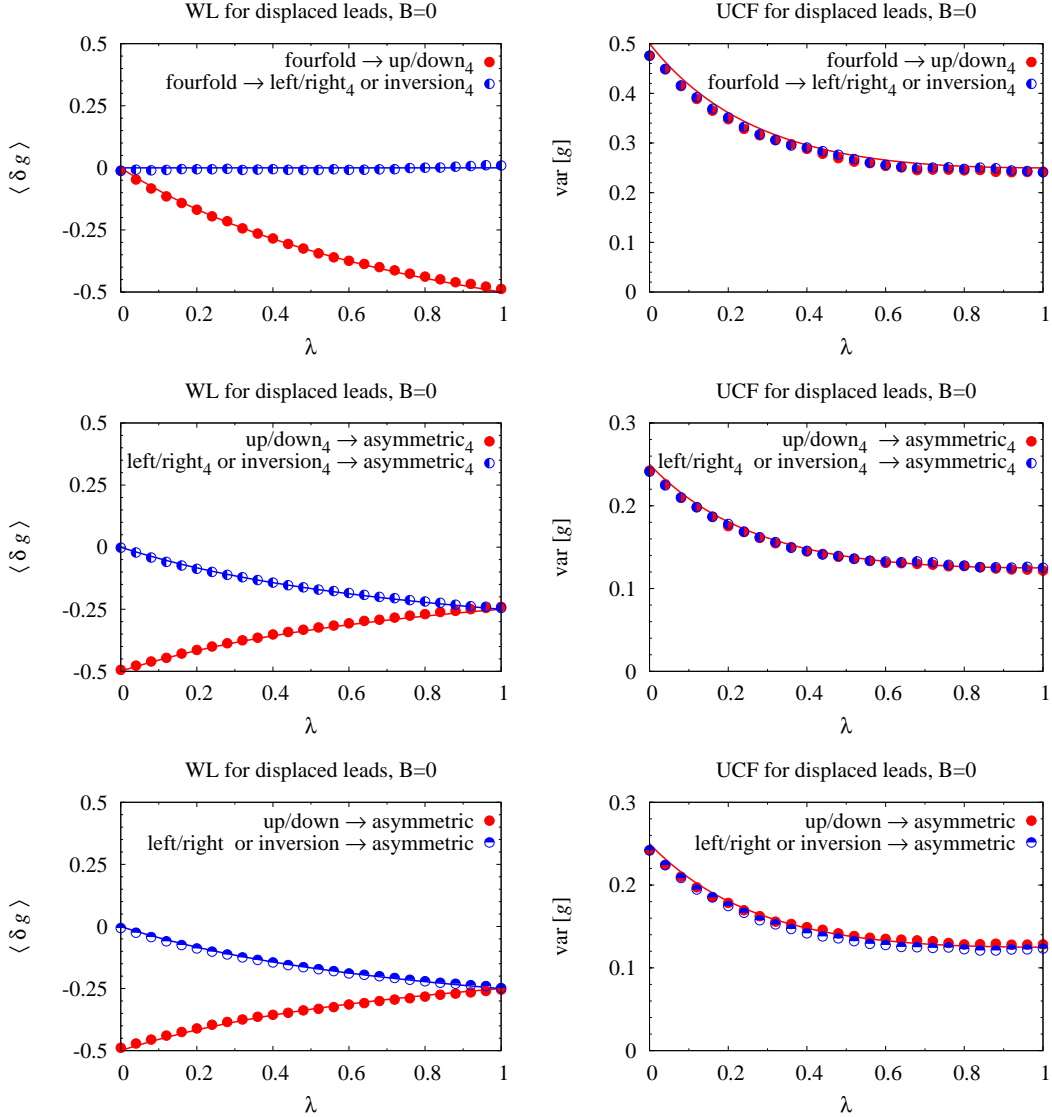 WL for displaced leads, B=0
0.5
0.25
0
-0.25
-0.5
⟨ δ g ⟩
fourfold → up/down₄
fourfold → left/right₄ or inversion₄
0 0.2 0.4 0.6 0.8 1
λ
UCF for displaced leads, B=0
0.5
0.4
0.3
0.2
0.1
0
var [g]
fourfold → up/down₄
fourfold → left/right₄ or inversion₄
0 0.2 0.4 0.6 0.8 1
λ
WL for displaced leads, B=0
0.5
0.25
0
-0.25
-0.5
⟨ δ g ⟩
up/down₄ → asymmetric₄
left/right₄ or inversion₄ → asymmetric₄
0 0.2 0.4 0.6 0.8 1
λ
UCF for displaced leads, B=0
0.3
0.2
0.1
0
var [g]
up/down₄ → asymmetric₄
left/right₄ or inversion₄ → asymmetric₄
0 0.2 0.4 0.6 0.8 1
λ
WL for displaced leads, B=0
0.5
0.25
0
-0.25
-0.5
⟨ δ g ⟩
up/down → asymmetric
left/right or inversion → asymmetric
0 0.2 0.4 0.6 0.8 1
λ
UCF for displaced leads, B=0
0.3
0.2
0.1
0
var [g]
up/down → asymmetric
left/right or inversion → asymmetric
0 0.2 0.4 0.6 0.8 1
λ